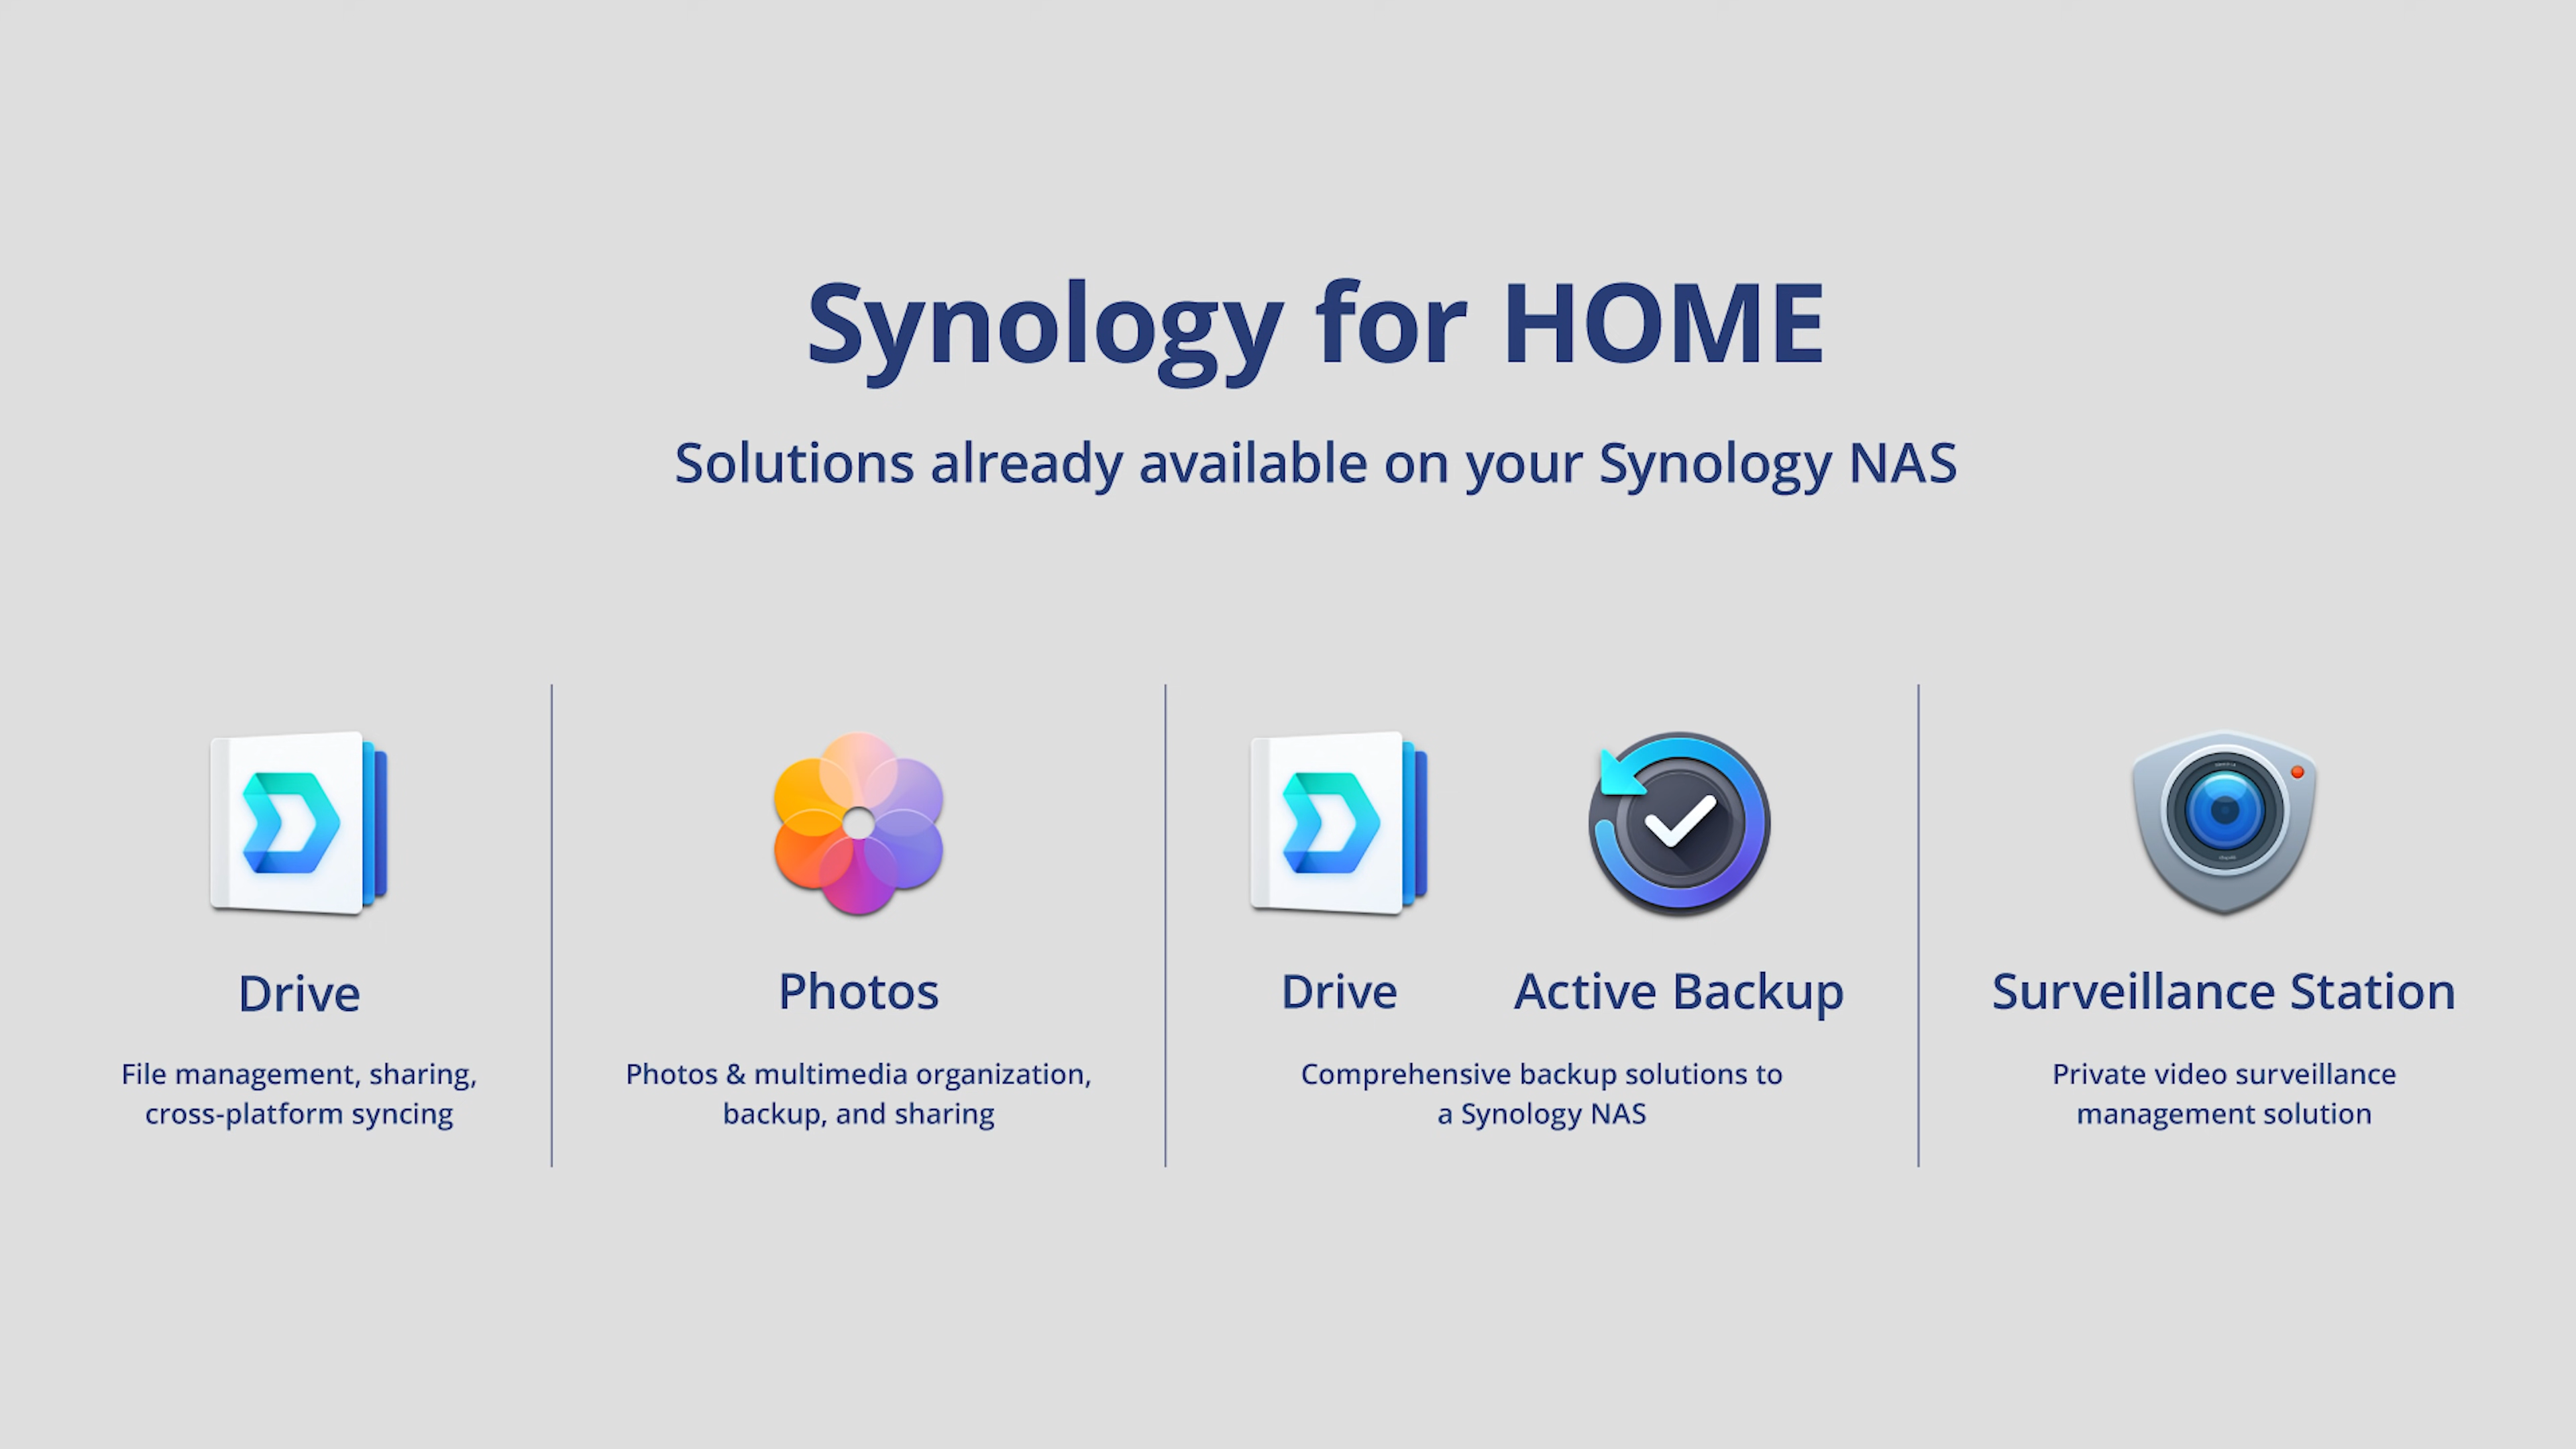 Synology for HOME
Solutions already available on your Synology NAS
Drive
File management, sharing,
cross-platform syncing
Photos
Photos & multimedia organization,
backup, and sharing
Drive
Active Backup
Comprehensive backup solutions to
a Synology NAS
Surveillance Station
Private video surveillance
management solution